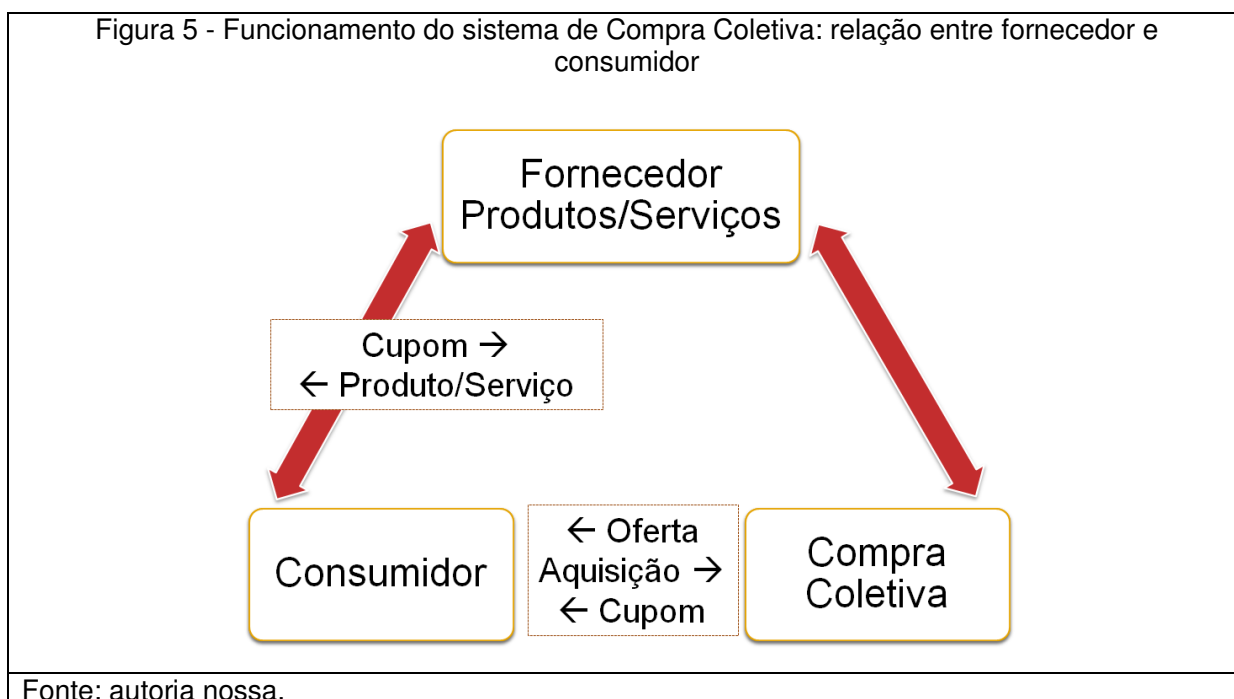 Figura 5 - Funcionamento do sistema de Compra Coletiva: relação entre fornecedor e
consumidor
Fornecedor
Produtos/Serviços
Cupom →
← Produto/Serviço
Consumidor
← Oferta
Aquisição →
← Cupom
Compra
Coletiva
Fonte: autoria nossa.